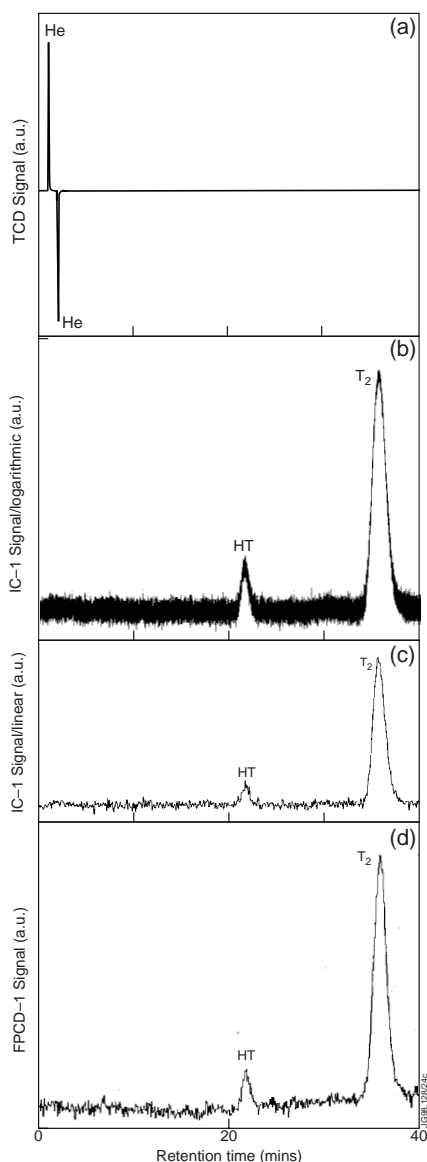 (a)
He
TCD Signal (a.u.)
He
(b)
T₂
IC–1 Signal/logarithmic (a.u.)
HT
(c)
T₂
IC–1 Signal/linear (a.u.)
HT
(d)
T₂
FPCD–1 Signal (a.u.)
HT
JG98.128/24c
0 20 40
Retention time (mins)